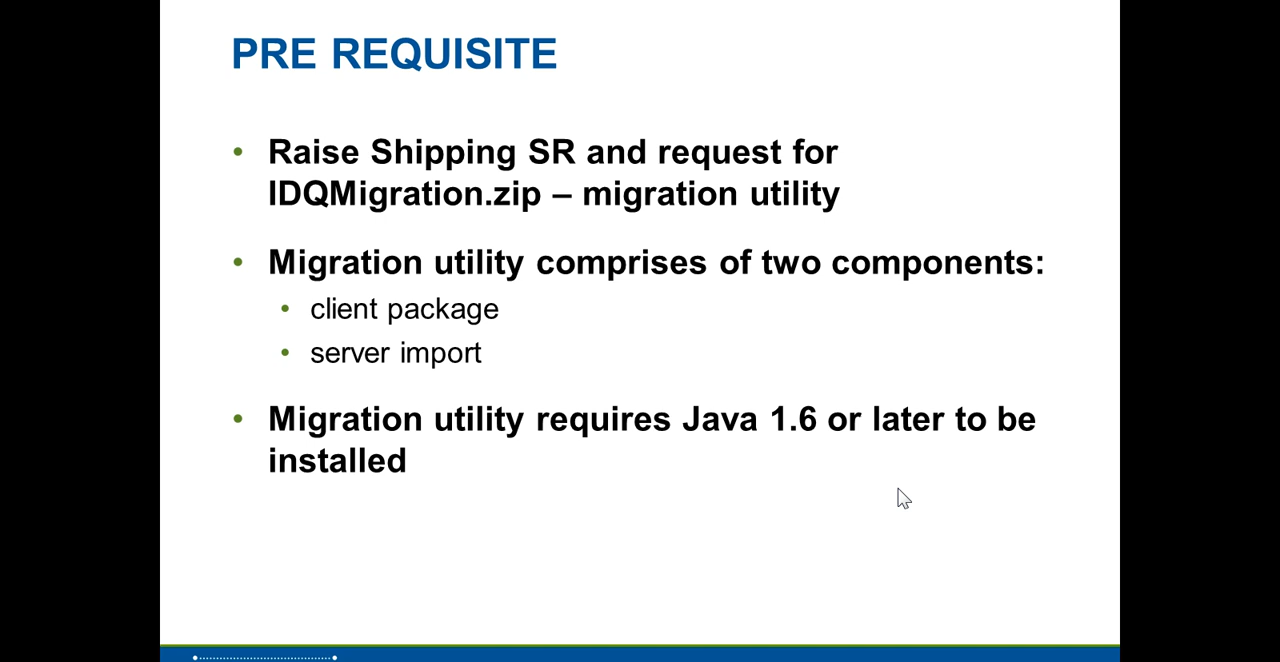 PRE REQUISITE
• Raise Shipping SR and request for
IDQMigration.zip – migration utility
• Migration utility comprises of two components:
• client package
• server import
• Migration utility requires Java 1.6 or later to be
installed